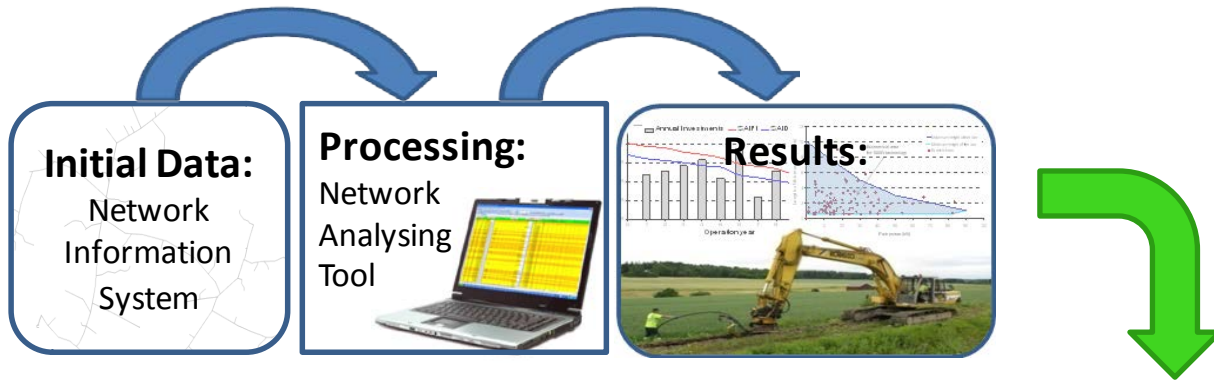 Initial Data:
Network
Information
System
Processing:
Network
Analysing
Tool
Results:
Annual Investments SAIFI SAIDI
Operation year